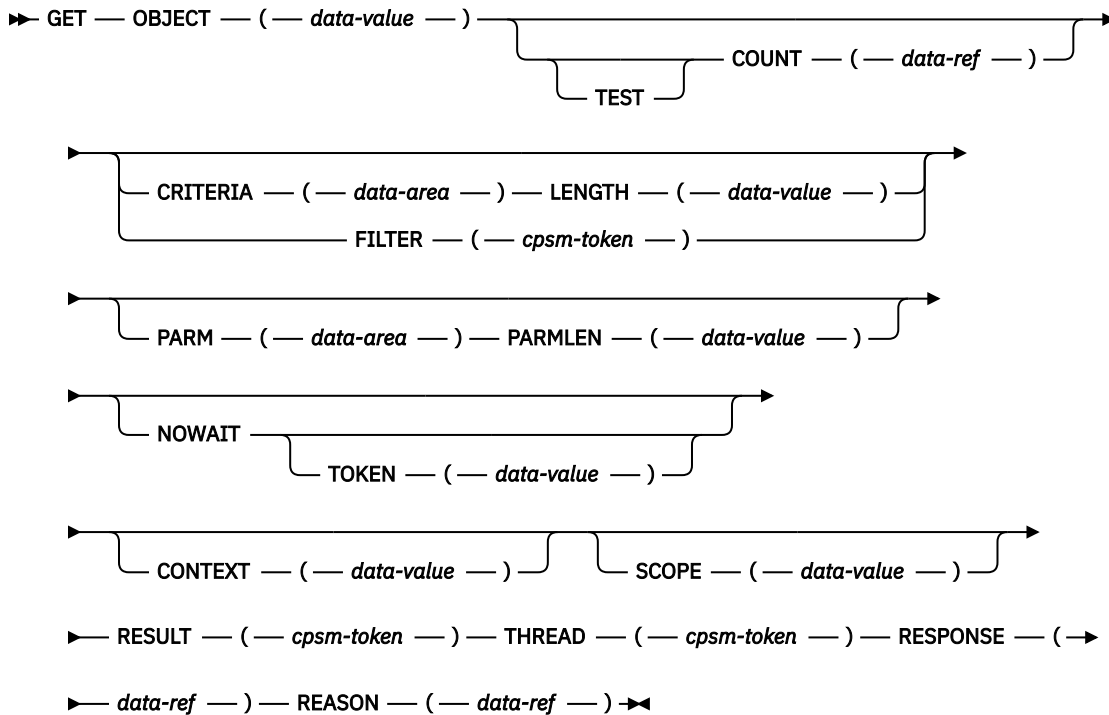 GET OBJECT ( data-value )
COUNT ( data-ref )
TEST
CRITERIA ( data-area ) LENGTH ( data-value )
FILTER ( cpsm-token )
PARM ( data-area ) PARMLEN ( data-value )
NOWAIT
TOKEN ( data-value )
CONTEXT ( data-value ) SCOPE ( data-value )
RESULT ( cpsm-token ) THREAD ( cpsm-token ) RESPONSE (
data-ref ) REASON ( data-ref )